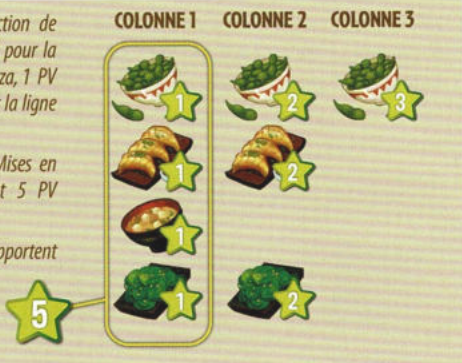 ction de
pour la
za, 1 PV
la ligne
Mises en
t 5 PV
pportent
COLONNE 1 COLONNE 2 COLONNE 3
1 2 3
1 2
1
1 2
5